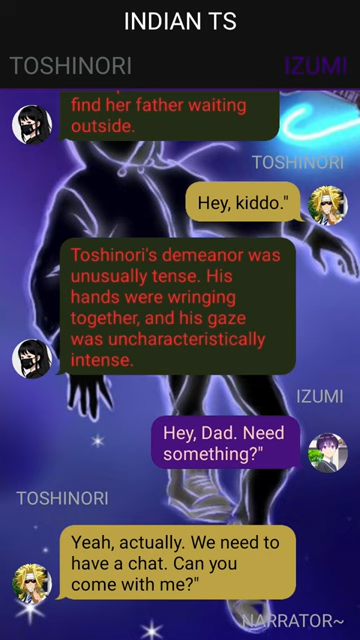 INDIAN TS
TOSHINORI IZUMI
find her father waiting
outside.
TOSHINORI
Hey, kiddo."
Toshinori's demeanor was
unusually tense. His
hands were wringing
together, and his gaze
was uncharacteristically
intense.
IZUMI
Hey, Dad. Need
something?"
TOSHINORI
Yeah, actually. We need to
have a chat. Can you
come with me?"
NARRATOR~